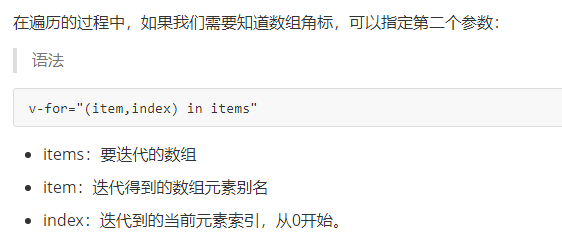 在遍历的过程中，如果我们需要知道数组角标，可以指定第二个参数：
语法
v-for="(item,index) in items"
items：要迭代的数组
item：迭代得到的数组元素别名
index：迭代到的当前元素索引，从0开始。